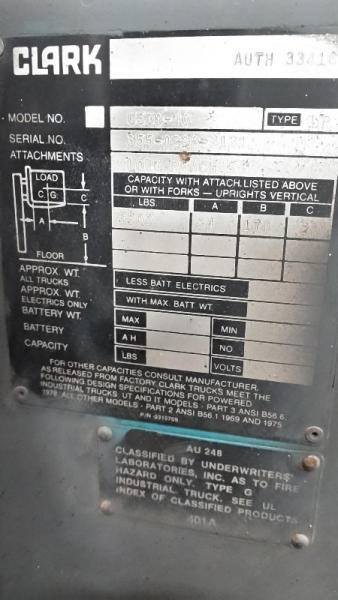 CLARK
AUTH 3341C
MODEL NO. TYPE
SERIAL NO.
ATTACHMENTS
LOAD
C G
A
C
B
FLOOR
CAPACITY WITH ATTACH. LISTED ABOVE
OR WITH FORKS – UPRIGHTS VERTICAL
LBS. A B C
APPROX. WT.
ALL TRUCKS
APPROX. WT.
ELECTRICS ONLY
BATTERY WT.
BATTERY
CAPACITY
LESS BATT ELECTRICS
WITH MAX. BATT WT.
MAX MIN
A H NO
LBS VOLTS
FOR OTHER CAPACITIES CONSULT MANUFACTURER.
AS RELEASED FROM FACTORY CLARK TRUCKS MEET THE
FOLLOWING DESIGN SPECIFICATIONS FOR POWERED
INDUSTRIAL TRUCKS. UT AND IT MODELS - PART 3 ANSI B56.6,
1978. ALL OTHER MODELS - PART 2 ANSI B56.1 1969 AND 1975
P/N
AU 248
CLASSIFIED BY UNDERWRITERS'
LABORATORIES, INC. AS TO FIRE
HAZARD ONLY. TYPE G
INDUSTRIAL TRUCK. SEE UL
INDEX OF CLASSIFIED PRODUCTS
401A